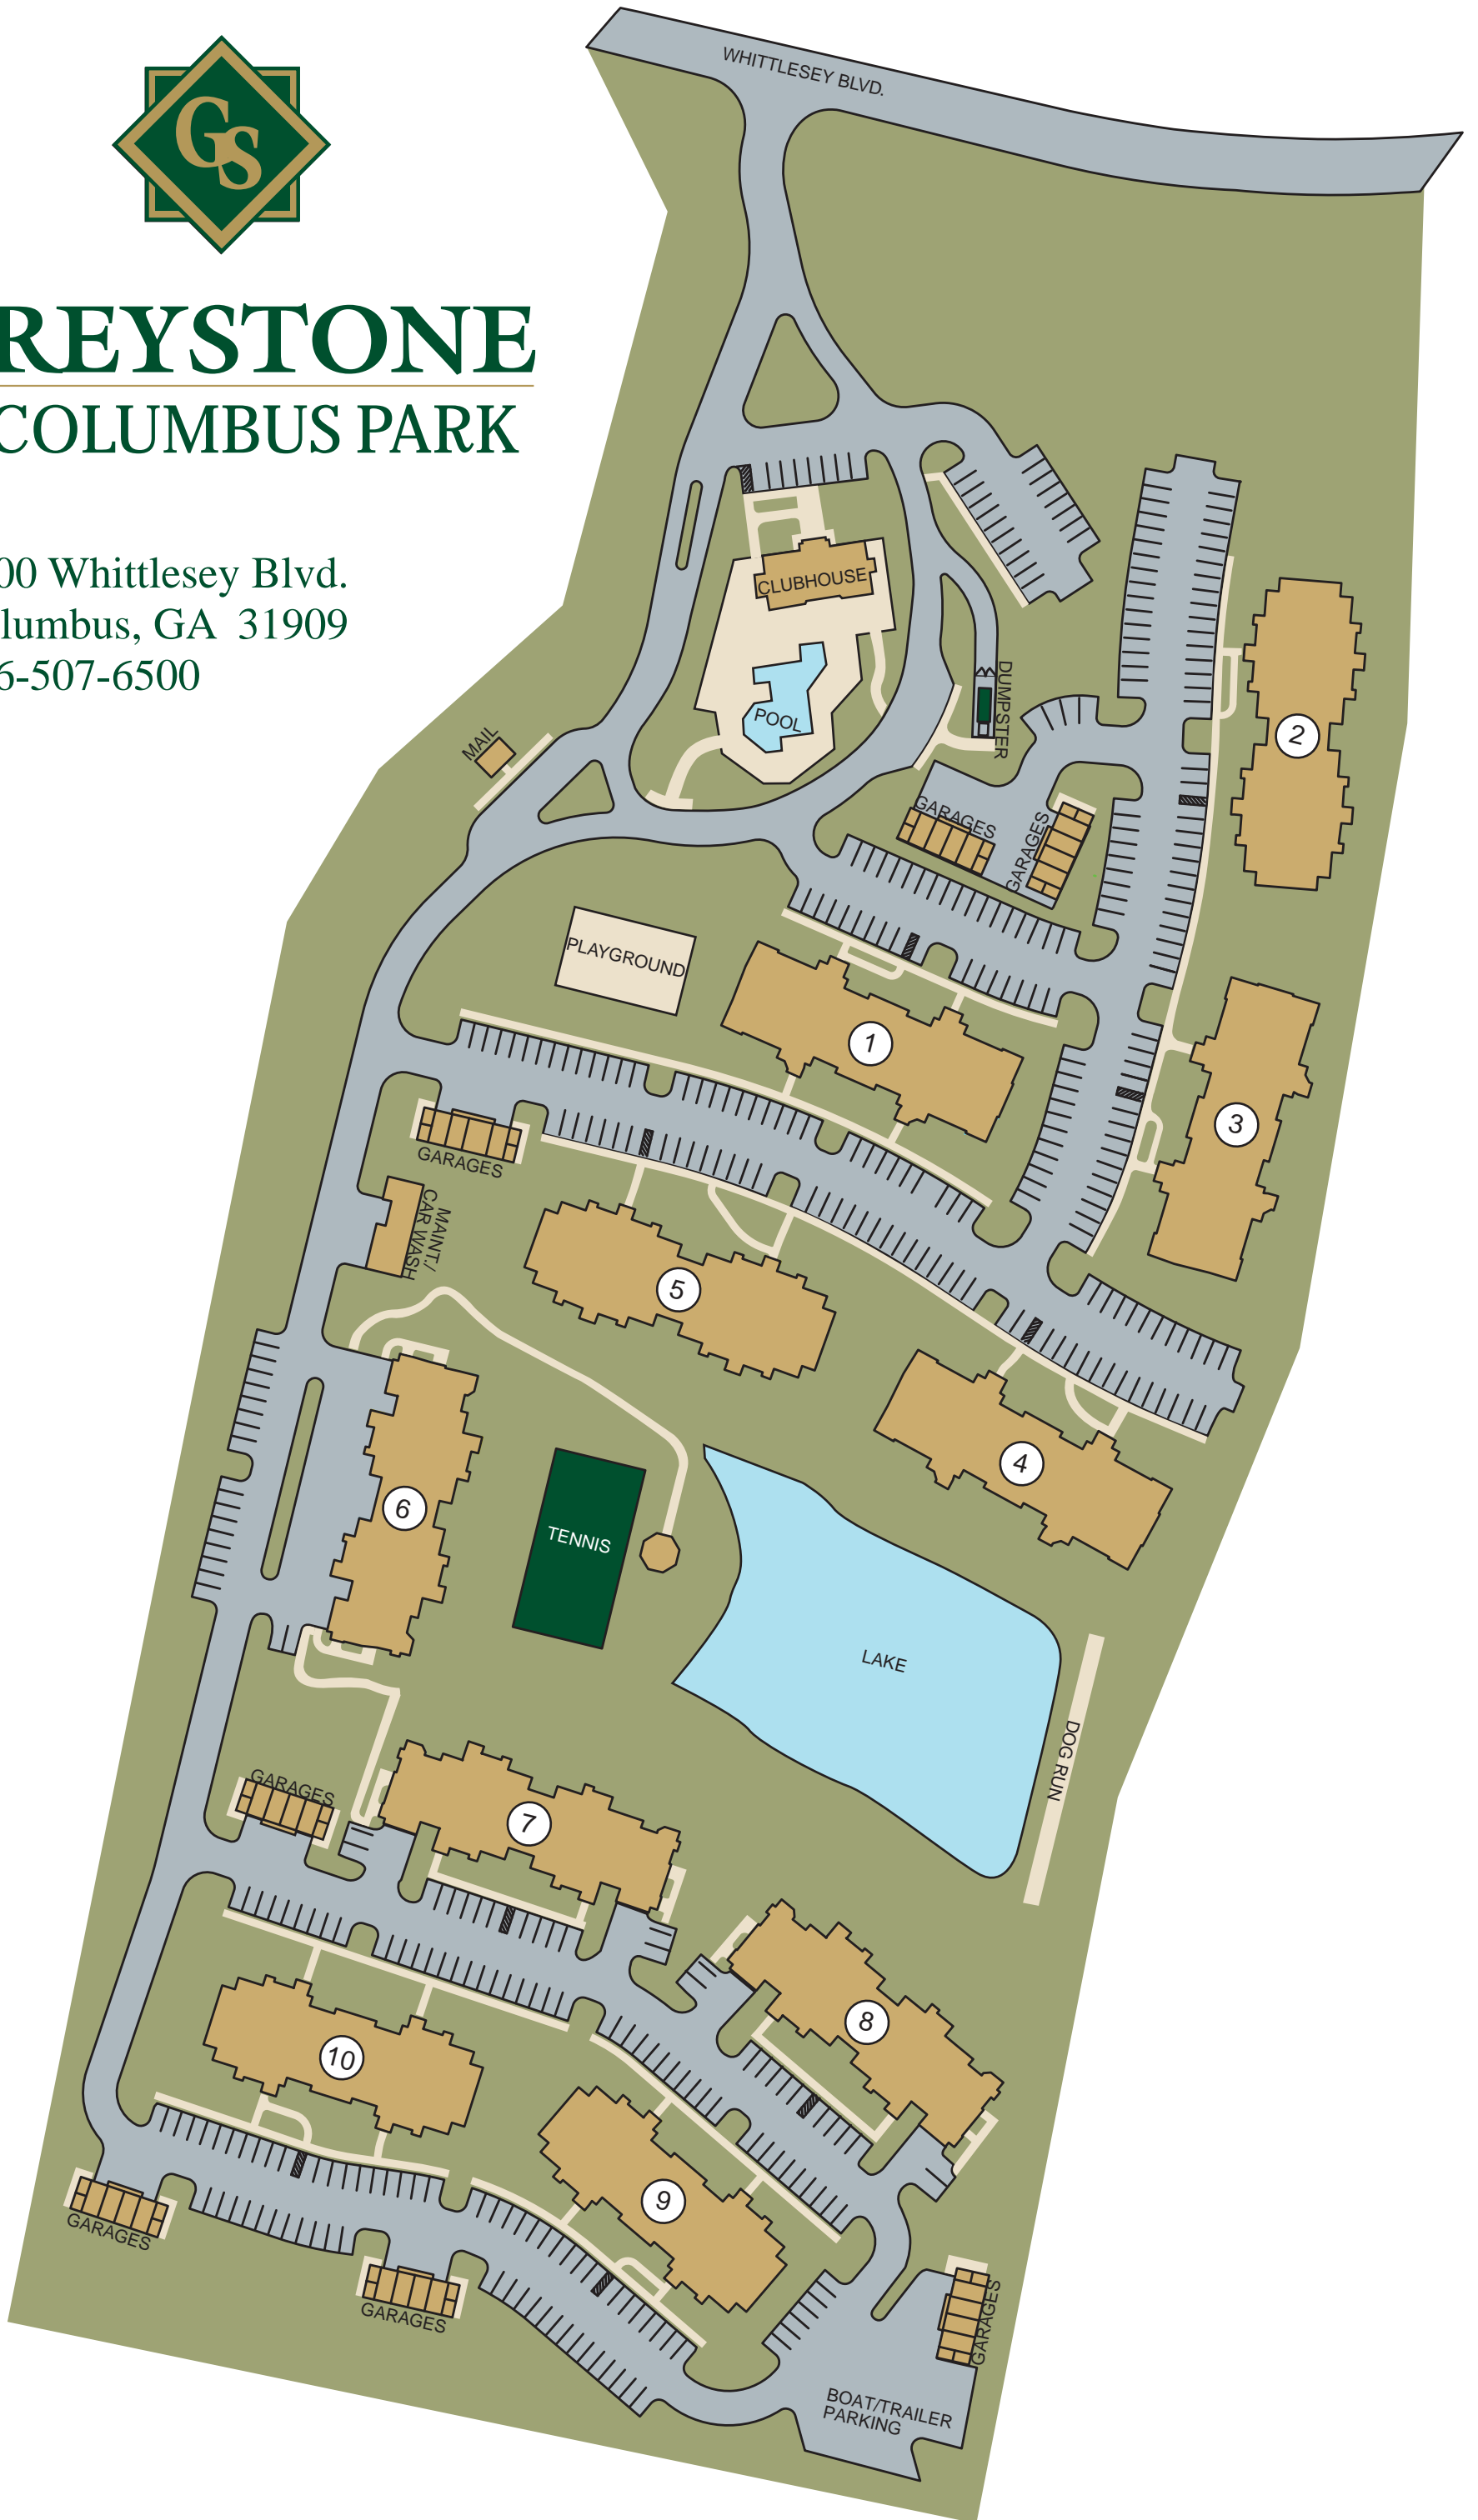 WHITTLESEY BLVD.
GS
REYSTONE
COLUMBUS PARK
00 Whittlesey Blvd.
lumbus, GA 31909
6-507-6500
CLUBHOUSE
POOL
DUMPSTER
MAIL
2
GARAGES
GARAGES
PLAYGROUND
1
3
GARAGES
MAINT./
CAR WASH
5
4
6
TENNIS
LAKE
DOG RUN
GARAGES
7
8
10
9
GARAGES
GARAGES
GARAGES
BOAT/TRAILER
PARKING